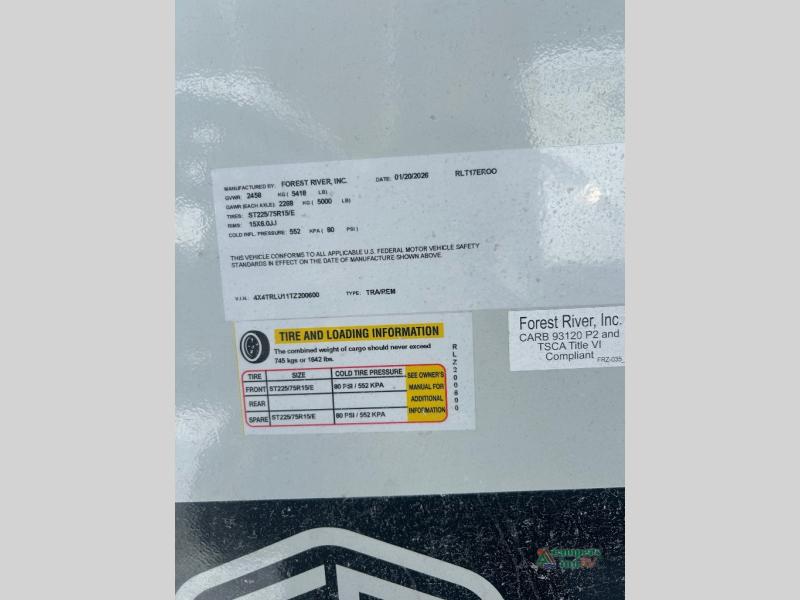 MANUFACTURED BY: FOREST RIVER, INC. DATE: 01/20/2026 RLT17EROO
GVWR: 2458 KG ( 5418 LB)
GAWR (EACH AXLE): 2268 KG ( 5000 LB)
TIRES: ST225/75R15/E
RIMS: 15X6.0JJ
COLD INFL. PRESSURE: 552 KPA ( 80 PSI )
THIS VEHICLE CONFORMS TO ALL APPLICABLE U.S. FEDERAL MOTOR VEHICLE SAFETY
STANDARDS IN EFFECT ON THE DATE OF MANUFACTURE SHOWN ABOVE.
V.I.N.: 4X4TRLU11TZ200600 TYPE: TRA/REM
TIRE AND LOADING INFORMATION
The combined weight of cargo should never exceed
745 kgs or 1642 lbs.
TIRE SIZE COLD TIRE PRESSURE
FRONT ST225/75R15/E 80 PSI / 552 KPA
REAR
SPARE ST225/75R15/E 80 PSI / 552 KPA
SEE OWNER'S
MANUAL FOR
ADDITIONAL
INFORMATION
RLZ200600
Forest River, Inc.
CARB 93120 P2 and
TSCA Title VI
Compliant
FRZ-035
Campers
Inn RV